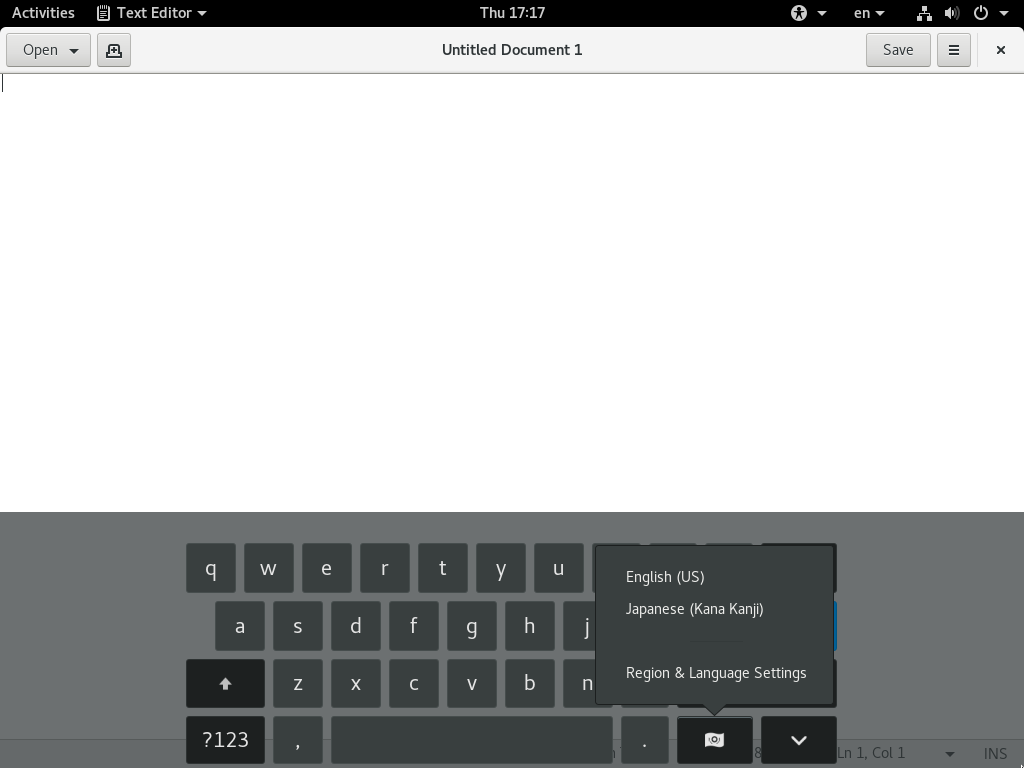 Activities Text Editor Thu 17:17 en
Open Untitled Document 1 Save
q w e r t y u
English (US)
Japanese (Kana Kanji)
a s d f g h j
Region & Language Settings
z x c v b n
?123 , . Ln 1, Col 1 INS